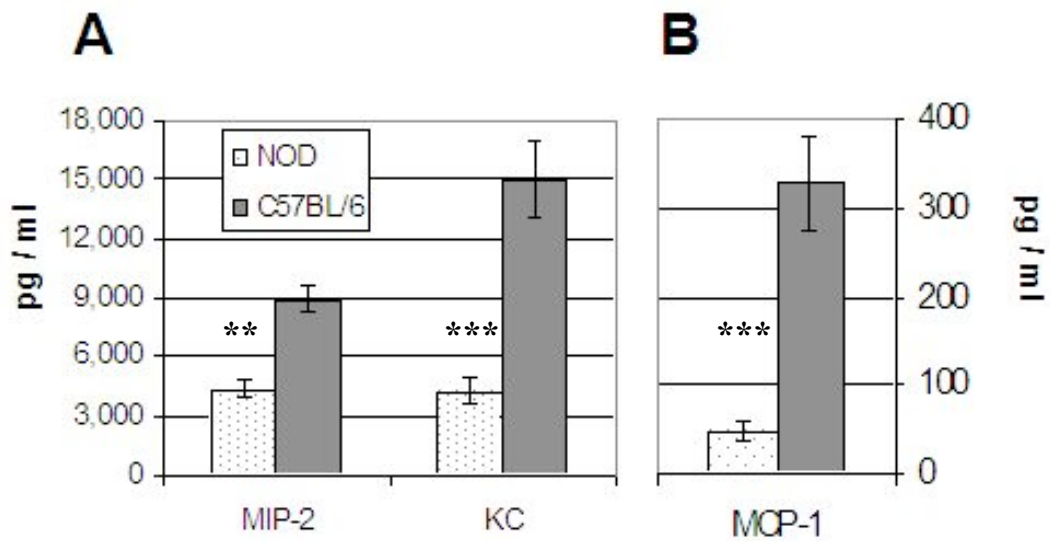 A
B
18,000
15,000
12,000
9,000
6,000
3,000
0
pg / ml
NOD
C57BL/6
**
***
MIP-2
KC
***
MCP-1
400
300
200
100
0
pg / ml